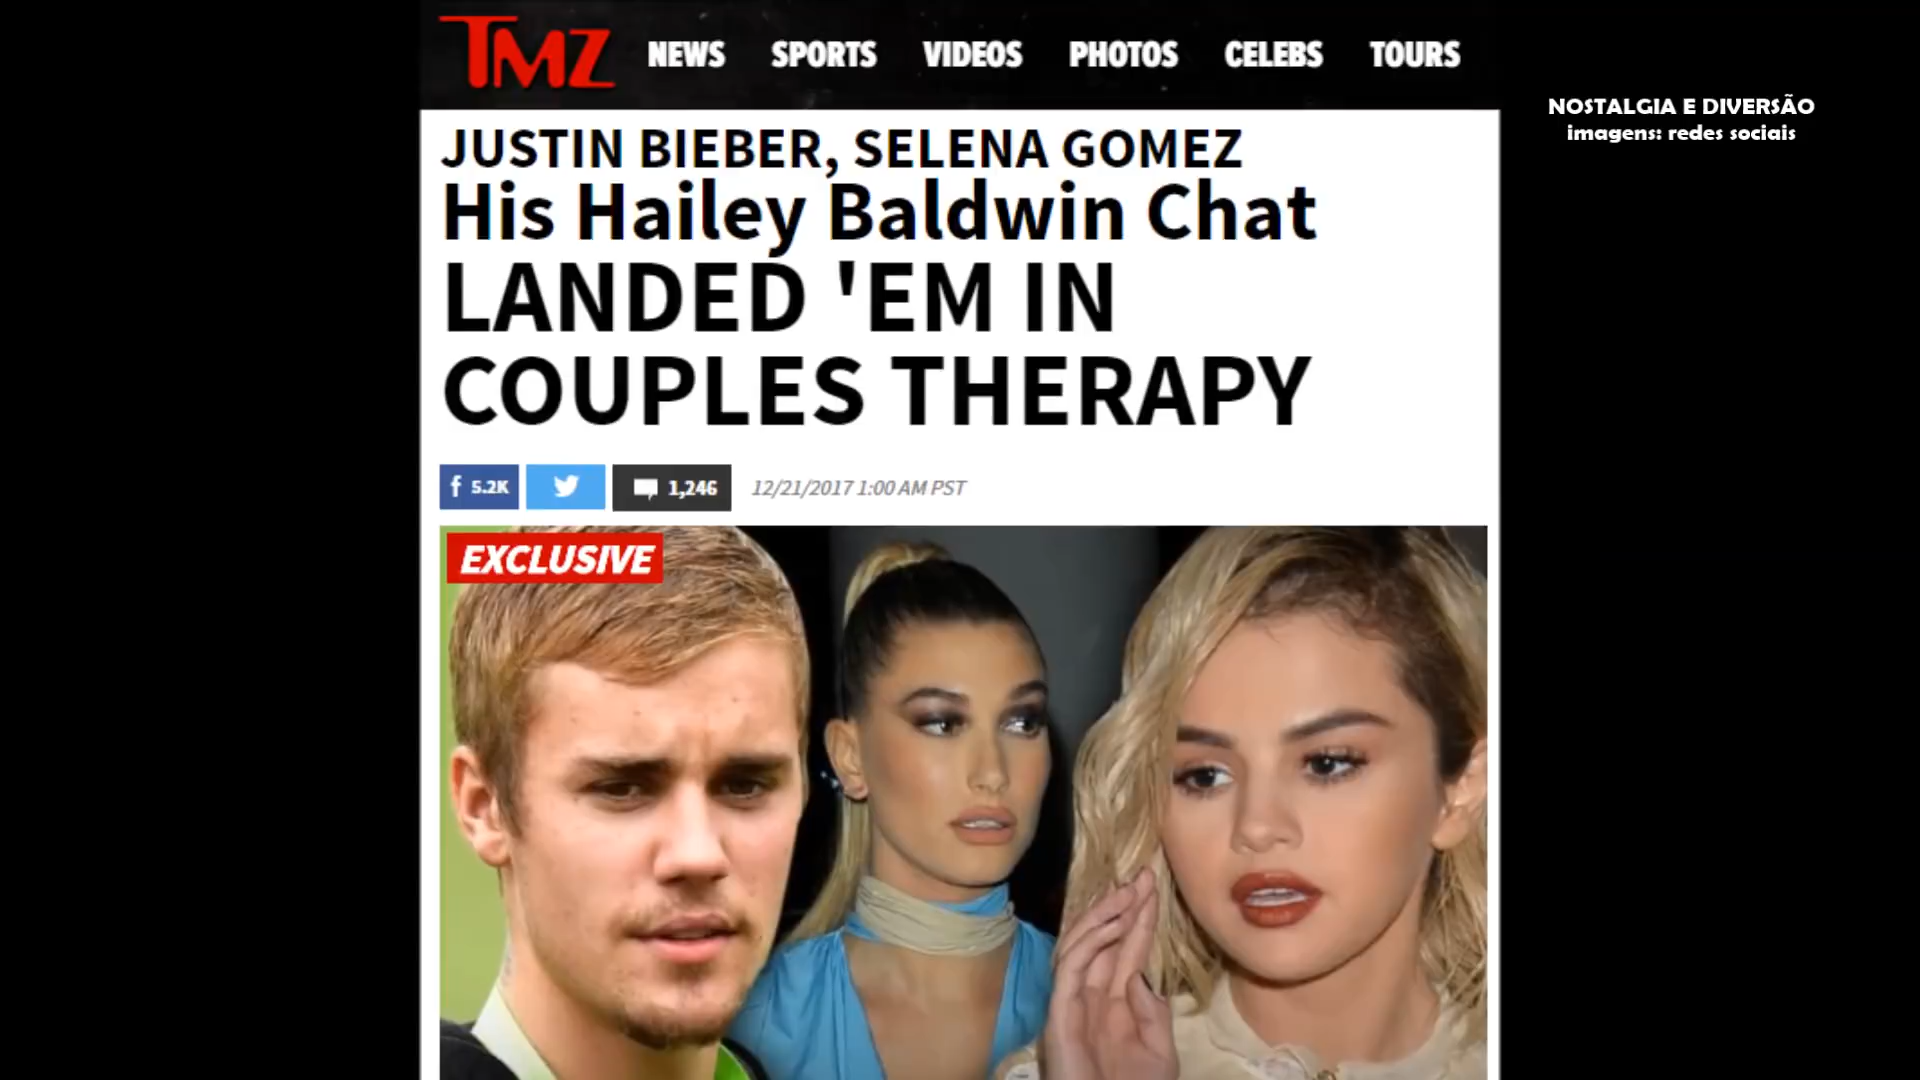 TMZ NEWS SPORTS VIDEOS PHOTOS CELEBS TOURS
NOSTALGIA E DIVERSÃO
imagens: redes sociais
JUSTIN BIEBER, SELENA GOMEZ
His Hailey Baldwin Chat
LANDED 'EM IN
COUPLES THERAPY
f 5.2K 1,246 12/21/2017 1:00 AM PST
EXCLUSIVE